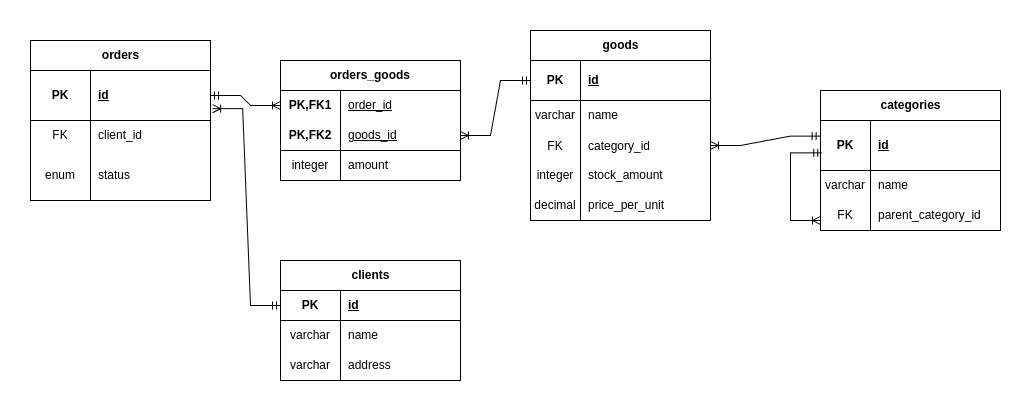 orders
PK id
FK client_id
enum status
orders_goods
PK,FK1 order_id
PK,FK2 goods_id
integer amount
goods
PK id
varchar name
FK category_id
integer stock_amount
decimal price_per_unit
categories
PK id
varchar name
FK parent_category_id
clients
PK id
varchar name
varchar address